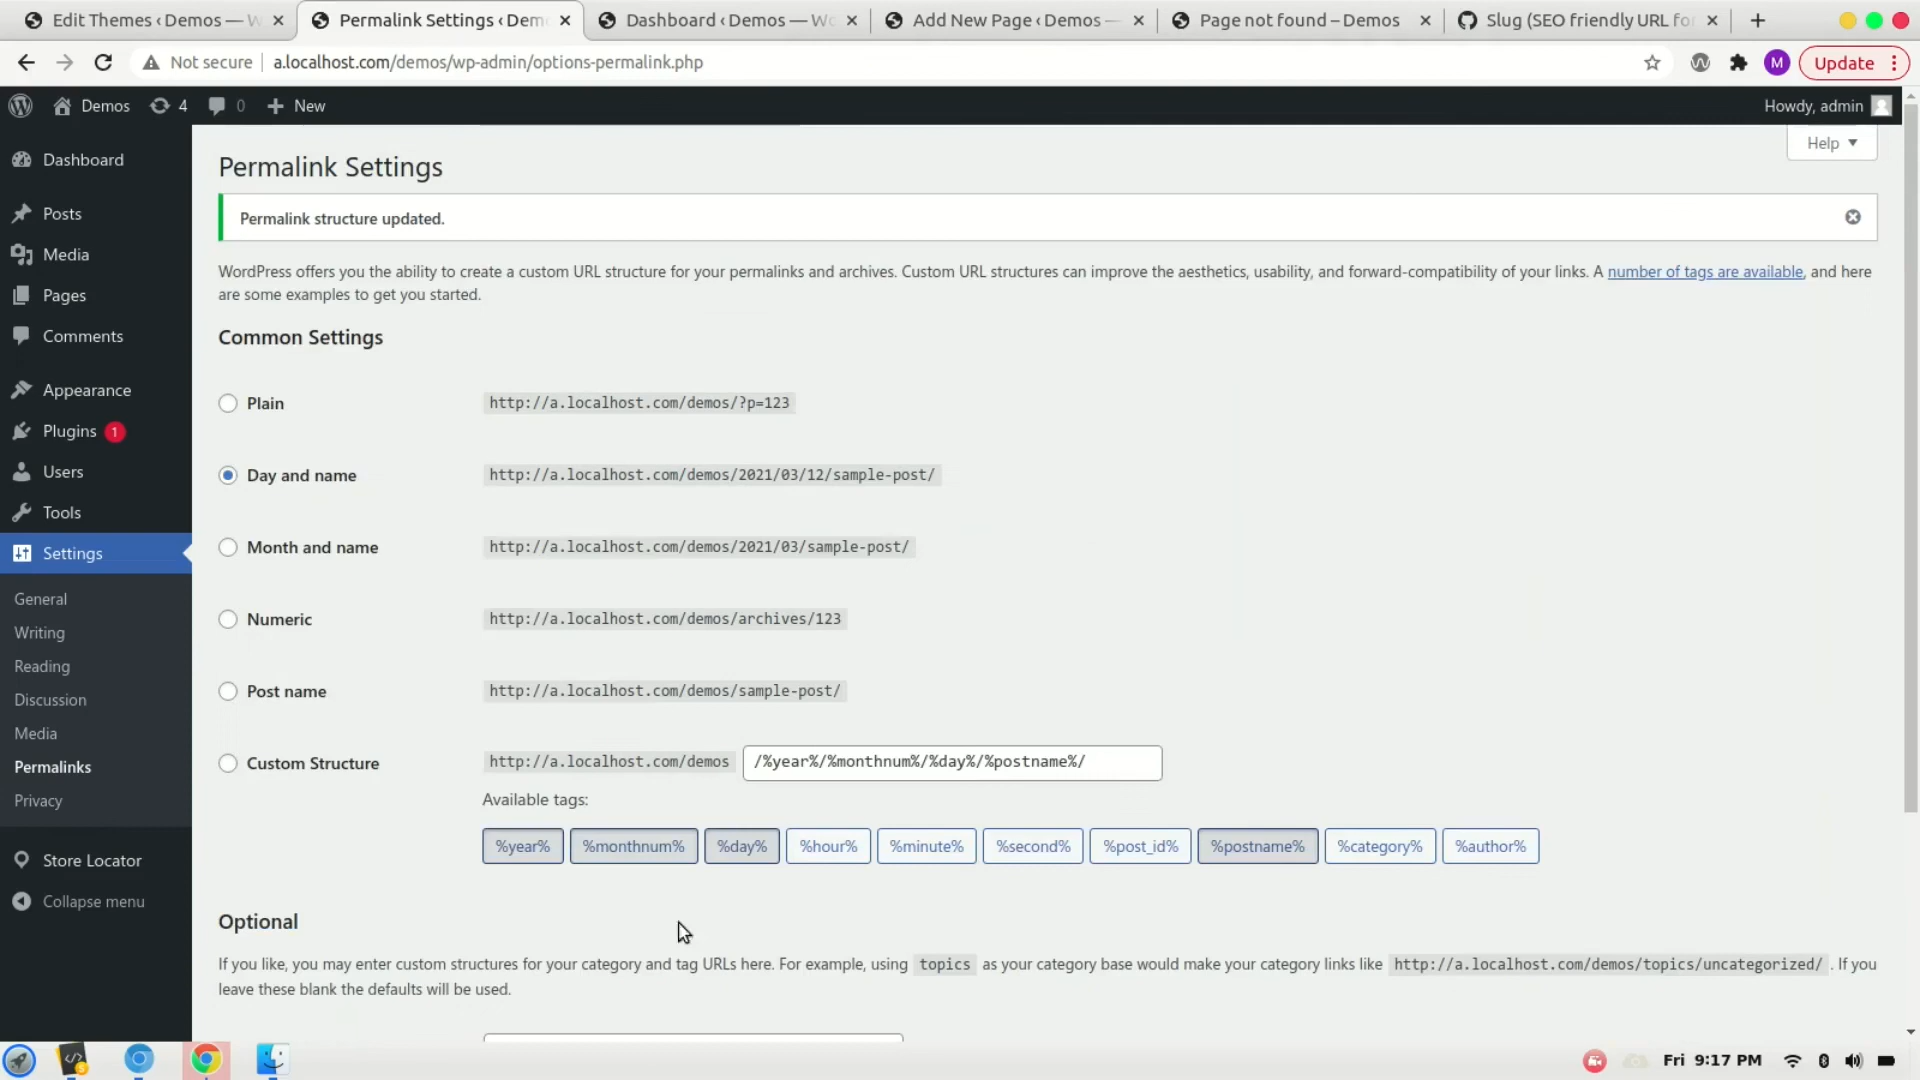 Edit Themes ‹ Demos — W
Permalink Settings ‹ Dem
Dashboard ‹ Demos — Wo
Add New Page ‹ Demos —
Page not found – Demos
Slug (SEO friendly URL fo
Not secure
a.localhost.com/demos/wp-admin/options-permalink.php
M
Update
Demos
4
0
New
Howdy, admin
Help
Dashboard
Posts
Media
Pages
Comments
Appearance
Plugins 1
Users
Tools
Settings
General
Writing
Reading
Discussion
Media
Permalinks
Privacy
Store Locator
Collapse menu
Permalink Settings
Permalink structure updated.
WordPress offers you the ability to create a custom URL structure for your permalinks and archives. Custom URL structures can improve the aesthetics, usability, and forward-compatibility of your links. A number of tags are available, and here
are some examples to get you started.
Common Settings
Plain http://a.localhost.com/demos/?p=123
Day and name http://a.localhost.com/demos/2021/03/12/sample-post/
Month and name http://a.localhost.com/demos/2021/03/sample-post/
Numeric http://a.localhost.com/demos/archives/123
Post name http://a.localhost.com/demos/sample-post/
Custom Structure http://a.localhost.com/demos /%year%/%monthnum%/%day%/%postname%/
Available tags:
%year% %monthnum% %day% %hour% %minute% %second% %post_id% %postname% %category% %author%
Optional
If you like, you may enter custom structures for your category and tag URLs here. For example, using topics as your category base would make your category links like http://a.localhost.com/demos/topics/uncategorized/ . If you
leave these blank the defaults will be used.
Fri 9:17 PM